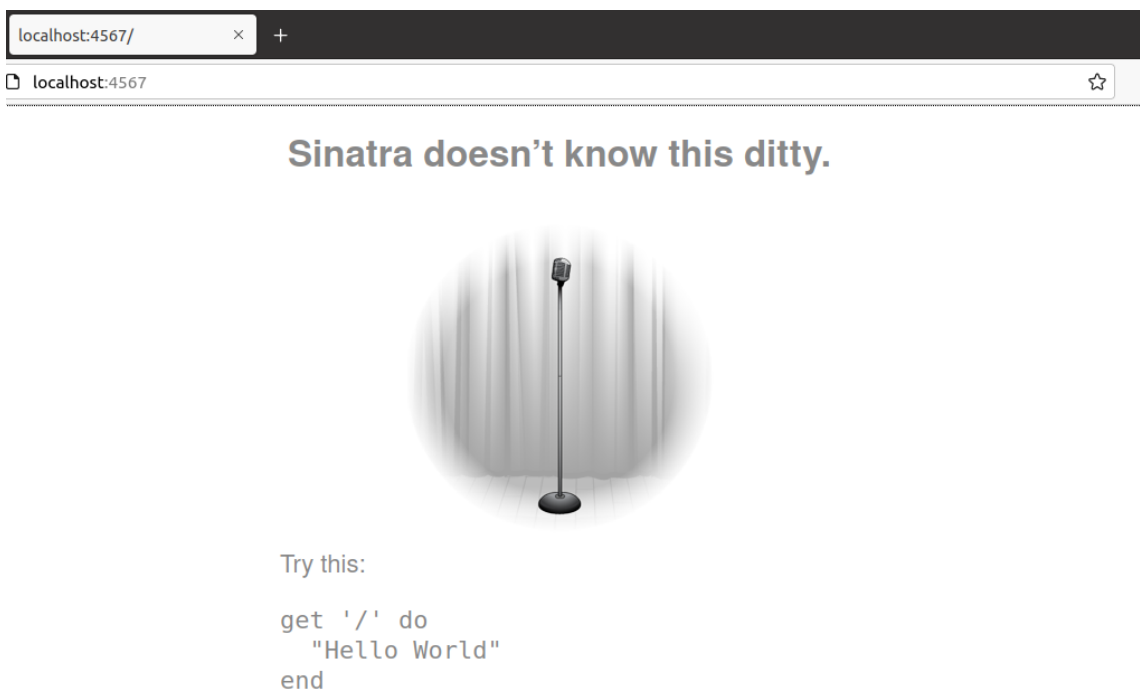 localhost:4567/
localhost:4567
Sinatra doesn’t know this ditty.
Try this:
get '/' do
  "Hello World"
end